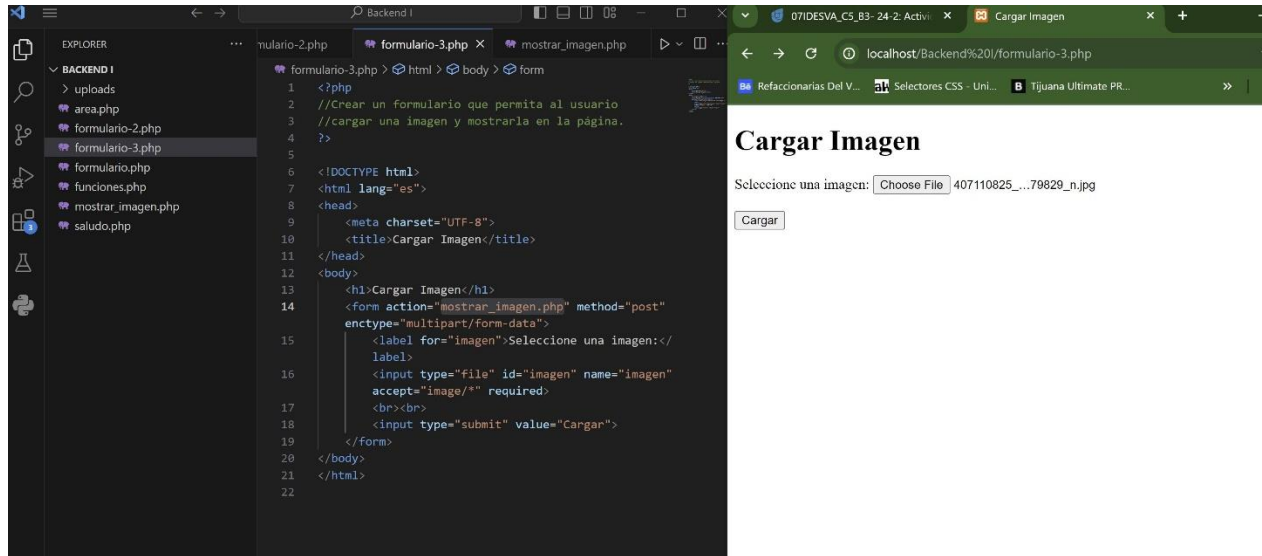 Backend I
EXPLORER
BACKEND I
uploads
area.php
formulario-2.php
formulario-3.php
formulario.php
funciones.php
mostrar_imagen.php
saludo.php
3
mulario-2.php formulario-3.php mostrar_imagen.php
formulario-3.php > html > body > form
1 <?php
2 //Crear un formulario que permita al usuario
3 //cargar una imagen y mostrarla en la página.
4 ?>
5
6 <!DOCTYPE html>
7 <html lang="es">
8 <head>
9 <meta charset="UTF-8">
10 <title>Cargar Imagen</title>
11 </head>
12 <body>
13 <h1>Cargar Imagen</h1>
14 <form action="mostrar_imagen.php" method="post"
enctype="multipart/form-data">
15 <label for="imagen">Seleccione una imagen:</
label>
16 <input type="file" id="imagen" name="imagen"
accept="image/*" required>
17 <br><br>
18 <input type="submit" value="Cargar">
19 </form>
20 </body>
21 </html>
22
07IDESVA_C5_B3- 24-2: Activi Cargar Imagen
localhost/Backend%20I/formulario-3.php
Bē Refaccionarias Del V... Selectores CSS - Uni... B Tijuana Ultimate PR...
Cargar Imagen
Seleccione una imagen: Choose File 407110825_...79829_n.jpg
Cargar